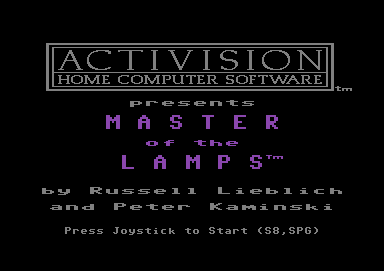 ACTIVISION
HOME COMPUTER SOFTWARE
TM
presents
MASTER
of the
LAMPS™
by Russell Lieblich
and Peter Kaminski
Press Joystick to Start (S8,SPG)